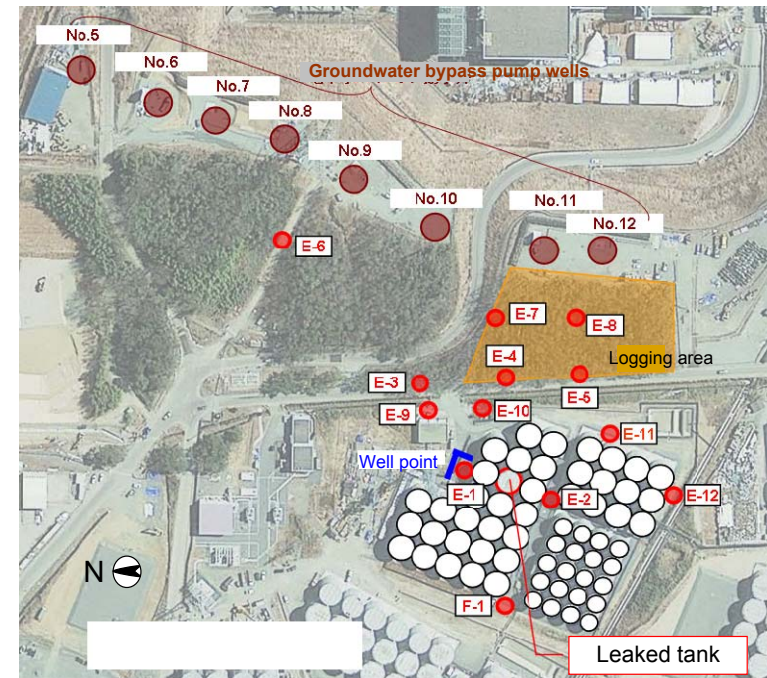 No.5
No.6
No.7
Groundwater bypass pump wells
No.8
No.9
No.10
No.11
No.12
E-6
E-7
E-8
E-4
Logging area
E-3
E-5
E-9
E-10
E-11
Well point
E-1
E-2
E-12
N
F-1
Leaked tank